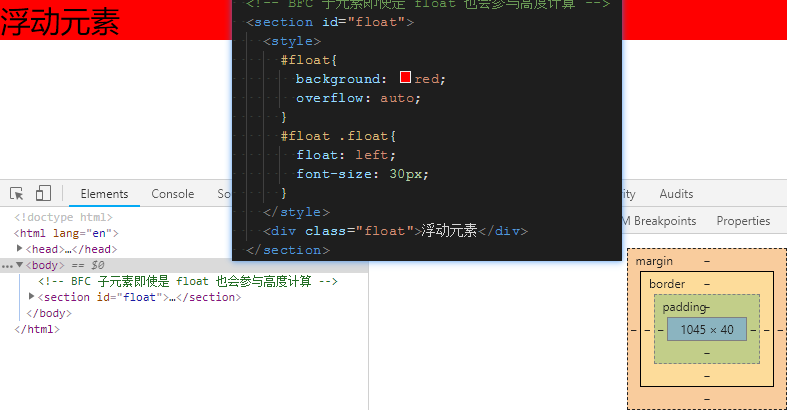 浮动元素
<!-- BFC 子元素即使是 float 也会参与高度计算 -->
<section id="float">
<style>
#float{
background: red;
overflow: auto;
}
#float .float{
float: left;
font-size: 30px;
}
</style>
<div class="float">浮动元素</div>
</section>
Elements Console So ity Audits
M Breakpoints Properties
<!doctype html>
<html lang="en">
<head>…</head>
<body> == $0
<!-- BFC 子元素即使是 float 也会参与高度计算 -->
<section id="float">…</section>
</body>
</html>
margin –
border –
padding –
– – – 1045 × 40 – – –
–
–
–